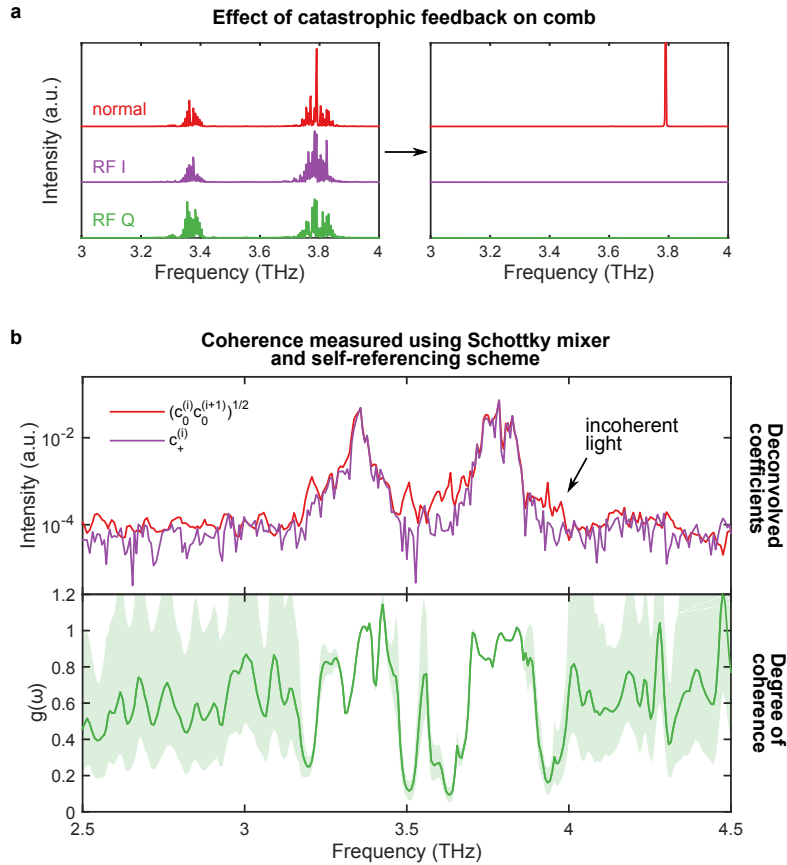 a
Effect of catastrophic feedback on comb
Intensity (a.u.)
normal
RF I
RF Q
3 3.2 3.4 3.6 3.8 4
Frequency (THz)
3 3.2 3.4 3.6 3.8 4
Frequency (THz)
b
Coherence measured using Schottky mixer
and self-referencing scheme
Intensity (a.u.)
10⁻²
10⁻⁴
(c₀⁽ⁱ⁾c₀⁽ⁱ⁺¹⁾)¹/²
c₊⁽ⁱ⁾
incoherent
light
Deconvolved
coefficients
g(ω)
1.2
1
0.8
0.6
0.4
0.2
0
Degree of
coherence
2.5 3 3.5 4 4.5
Frequency (THz)